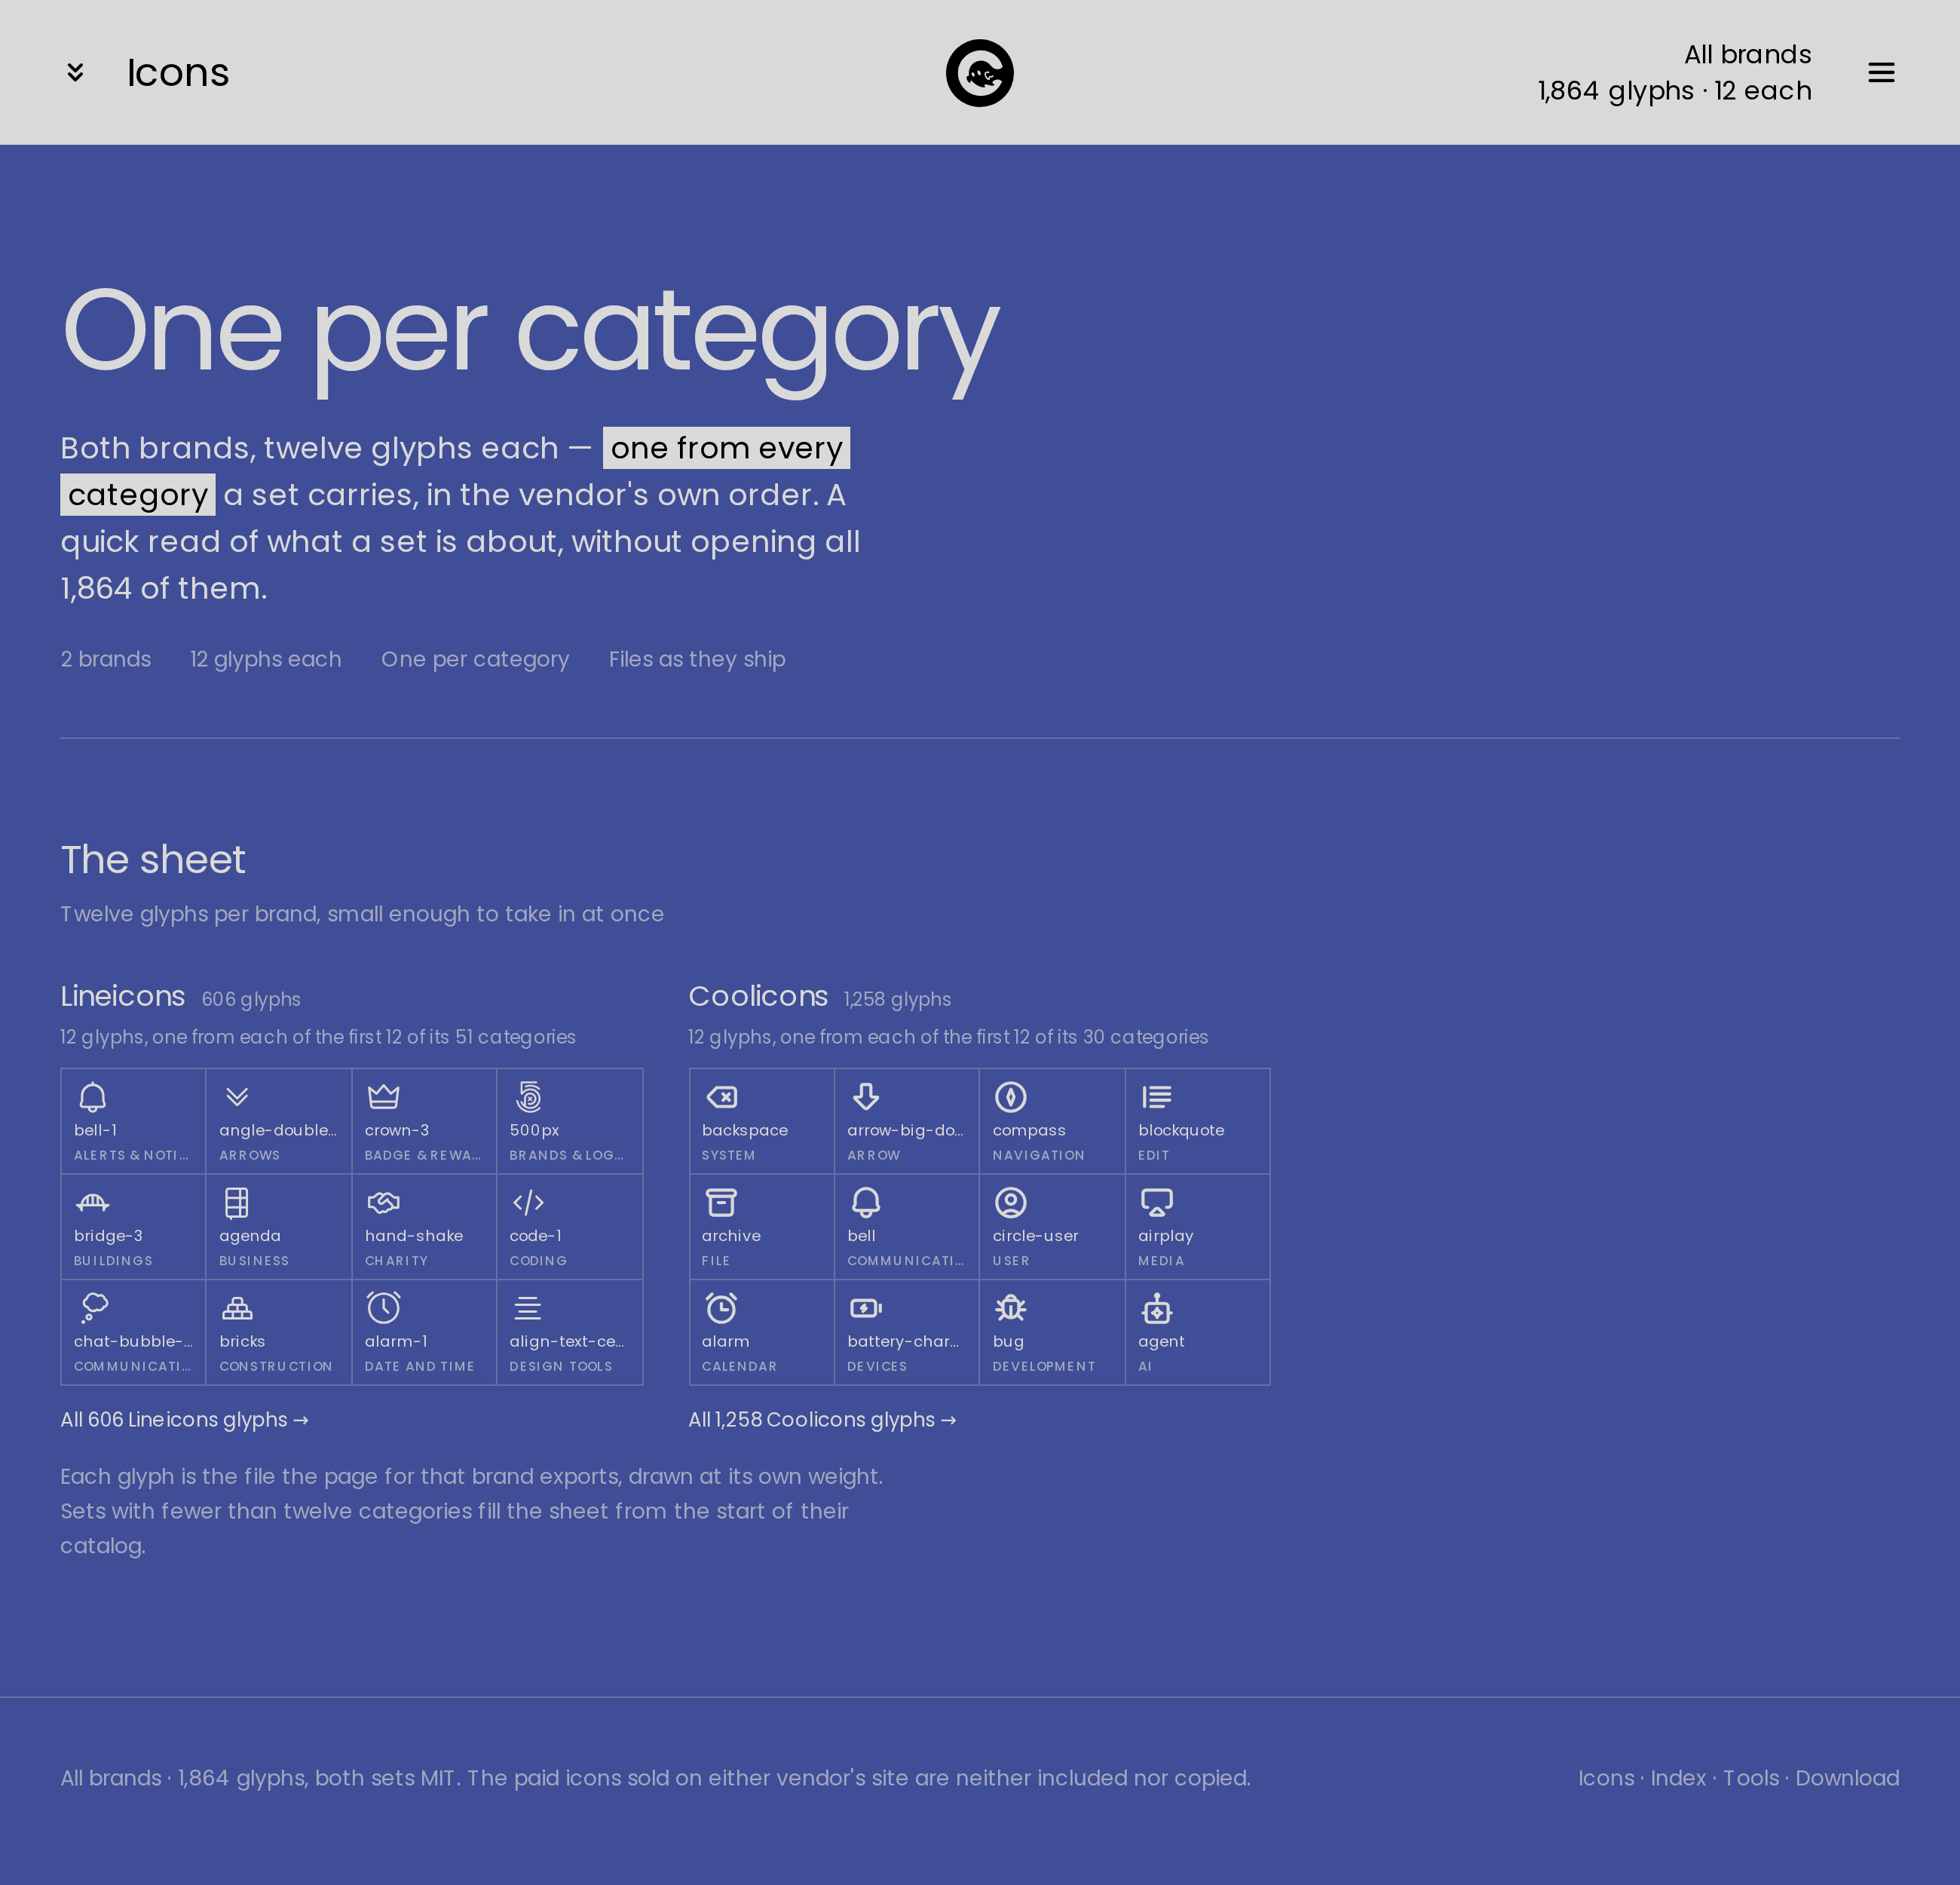 Icons
All brands
1,864 glyphs · 12 each
One per category
Both brands, twelve glyphs each — one from every
category a set carries, in the vendor's own order. A
quick read of what a set is about, without opening all
1,864 of them.
2 brands 12 glyphs each One per category Files as they ship
The sheet
Twelve glyphs per brand, small enough to take in at once
Lineicons 606 glyphs
12 glyphs, one from each of the first 12 of its 51 categories
bell-1 angle-double… crown-3 500px
ALERTS & NOTI… ARROWS BADGE & REWA… BRANDS & LOG…
bridge-3 agenda hand-shake code-1
BUILDINGS BUSINESS CHARITY CODING
chat-bubble-… bricks alarm-1 align-text-ce…
COMMUNICATI… CONSTRUCTION DATE AND TIME DESIGN TOOLS
All 606 Lineicons glyphs →
Coolicons 1,258 glyphs
12 glyphs, one from each of the first 12 of its 30 categories
backspace arrow-big-do… compass blockquote
SYSTEM ARROW NAVIGATION EDIT
archive bell circle-user airplay
FILE COMMUNICATI… USER MEDIA
alarm battery-char… bug agent
CALENDAR DEVICES DEVELOPMENT AI
All 1,258 Coolicons glyphs →
Each glyph is the file the page for that brand exports, drawn at its own weight.
Sets with fewer than twelve categories fill the sheet from the start of their
catalog.
All brands · 1,864 glyphs, both sets MIT. The paid icons sold on either vendor's site are neither included nor copied.
Icons · Index · Tools · Download